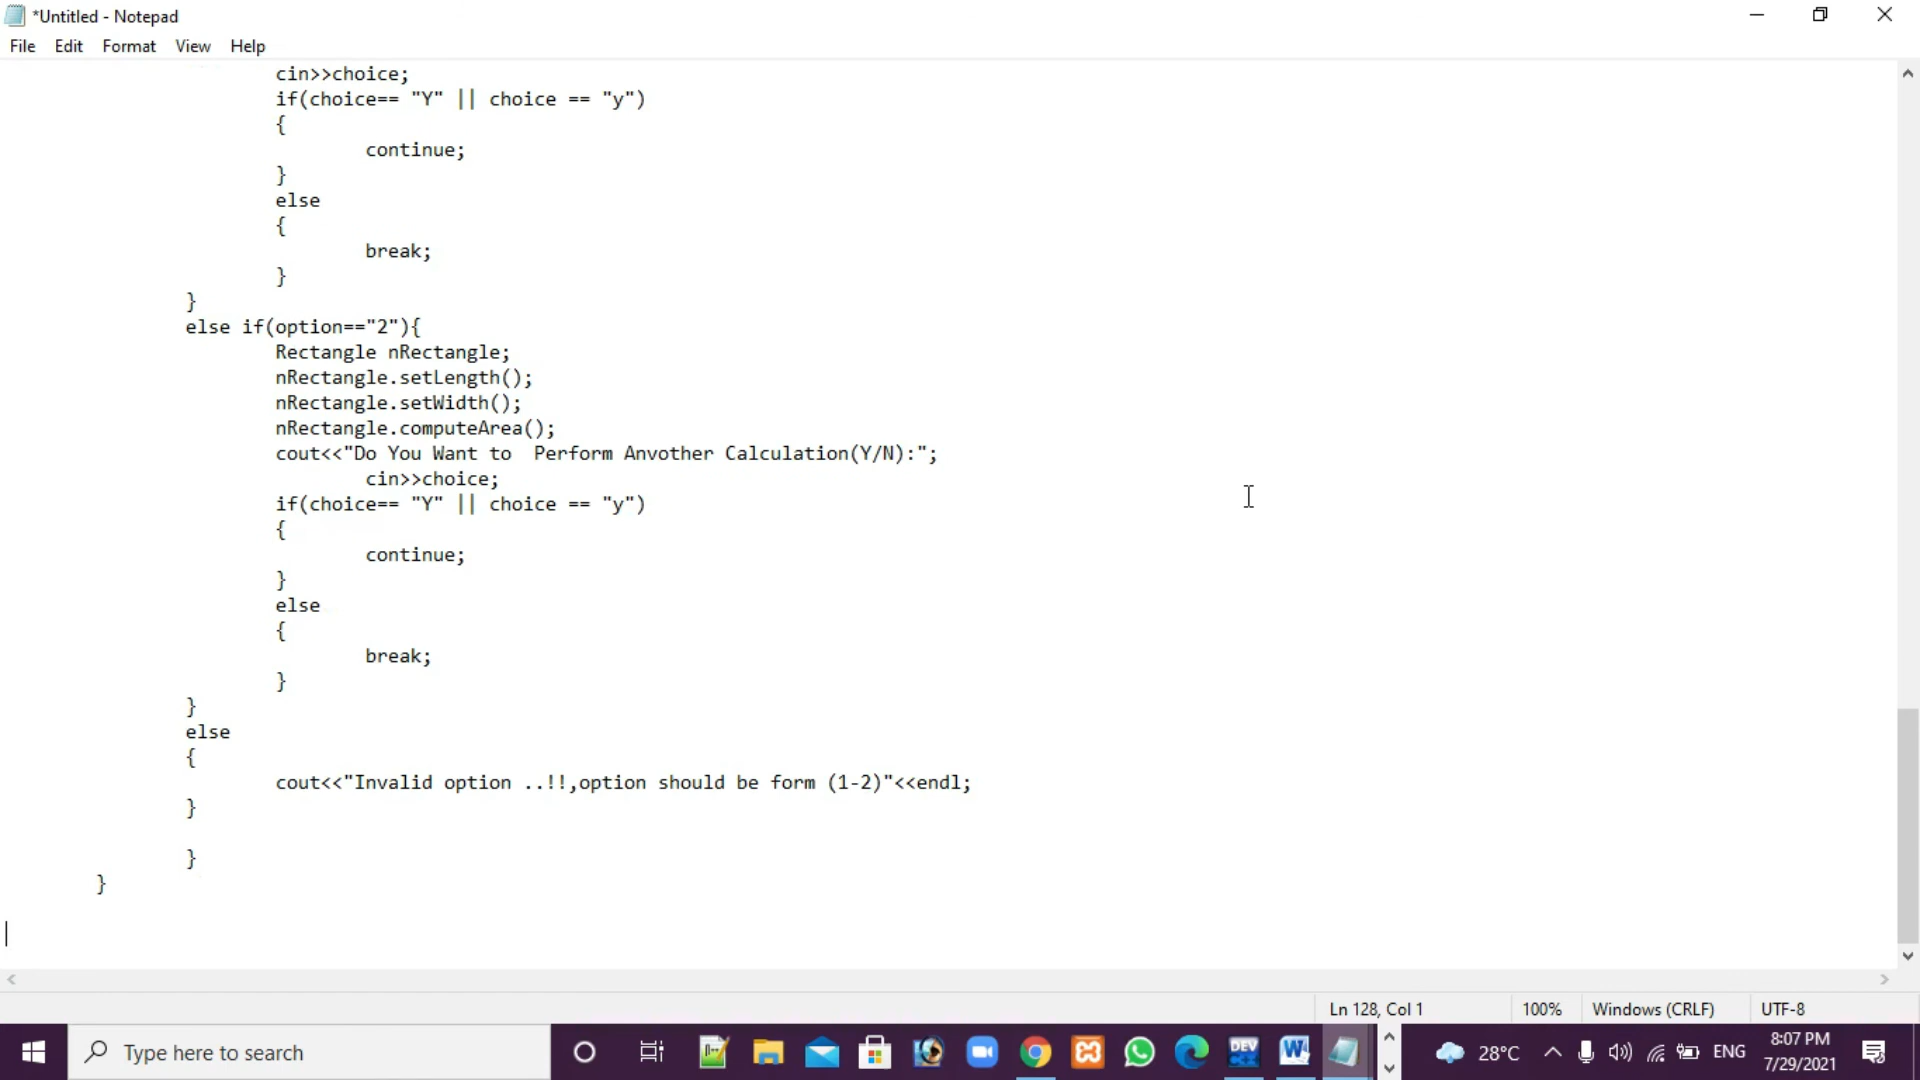 *Untitled - Notepad
File Edit Format View Help
cin>>choice;
if(choice== "Y" || choice == "y")
{
continue;
}
else
{
break;
}
}
else if(option=="2"){
Rectangle nRectangle;
nRectangle.setLength();
nRectangle.setWidth();
nRectangle.computeArea();
cout<<"Do You Want to  Perform Anvother Calculation(Y/N):";
cin>>choice;
if(choice== "Y" || choice == "y")
{
continue;
}
else
{
break;
}
}
else
{
cout<<"Invalid option ..!!,option should be form (1-2)"<<endl;
}
}
}
Ln 128, Col 1 100% Windows (CRLF) UTF-8
Type here to search DEV C++ W 28°C ENG 8:07 PM
7/29/2021